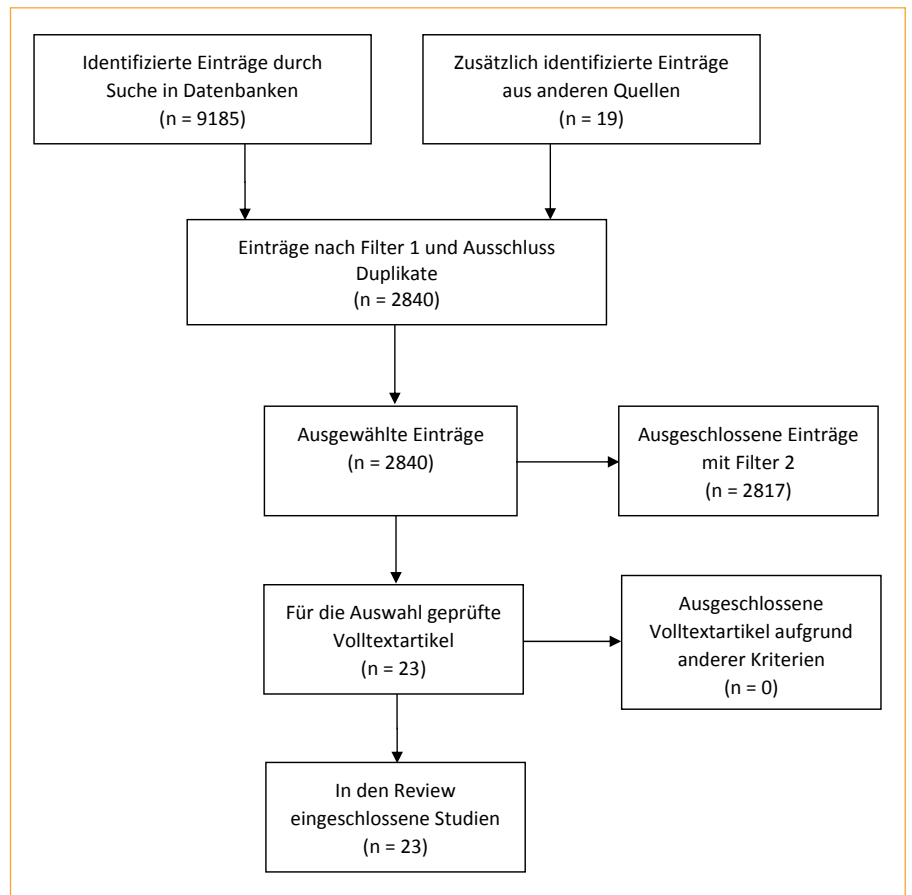 Identifizierte Einträge durch
Suche in Datenbanken
(n = 9185)
Zusätzlich identifizierte Einträge
aus anderen Quellen
(n = 19)
Einträge nach Filter 1 und Ausschluss
Duplikate
(n = 2840)
Ausgewählte Einträge
(n = 2840)
Ausgeschlossene Einträge
mit Filter 2
(n = 2817)
Für die Auswahl geprüfte
Volltextartikel
(n = 23)
Ausgeschlossene
Volltextartikel aufgrund
anderer Kriterien
(n = 0)
In den Review
eingeschlossene Studien
(n = 23)